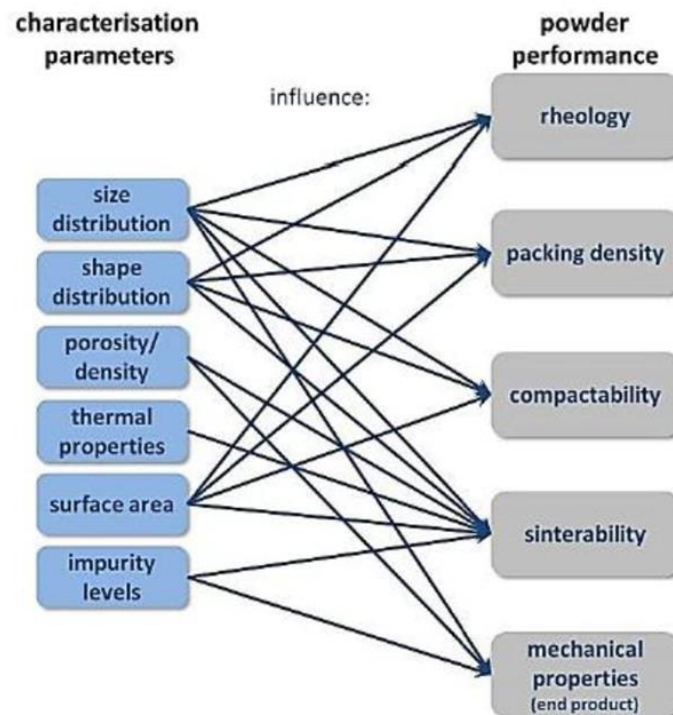 characterisation
parameters
powder
performance
influence:
rheology
size
distribution
packing density
shape
distribution
porosity/
density
compactability
thermal
properties
surface area
sinterability
impurity
levels
mechanical
properties
(end product)